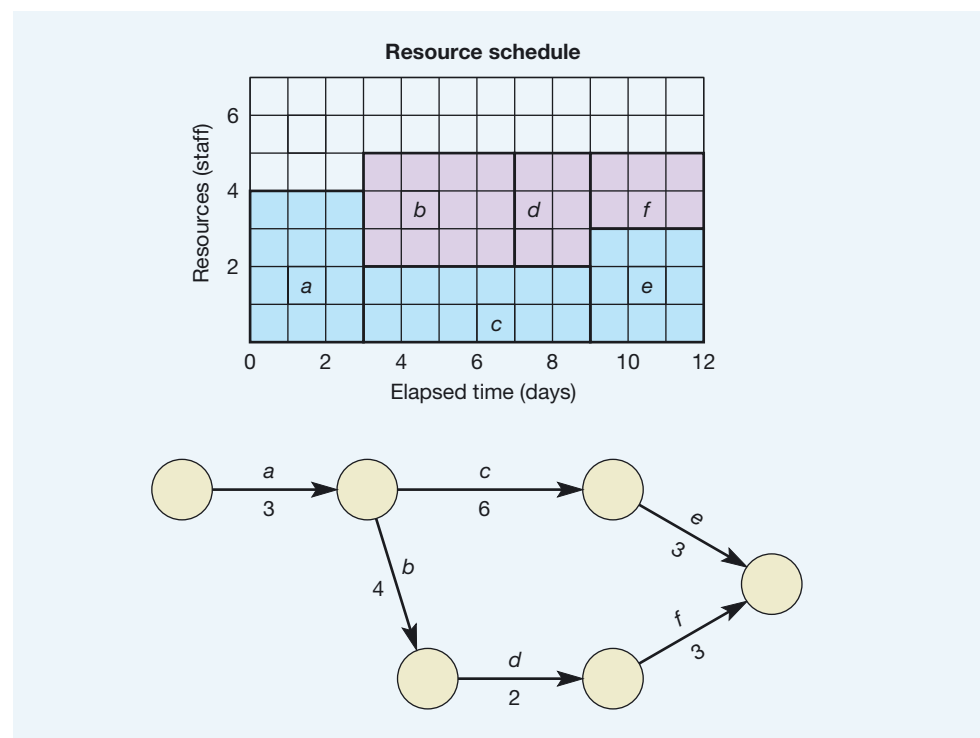 Resource schedule
Resources (staff)
6
4
2
b
d
f
a
e
c
0 2 4 6 8 10 12
Elapsed time (days)
a
3
c
6
e
3
b
4
f
3
d
2